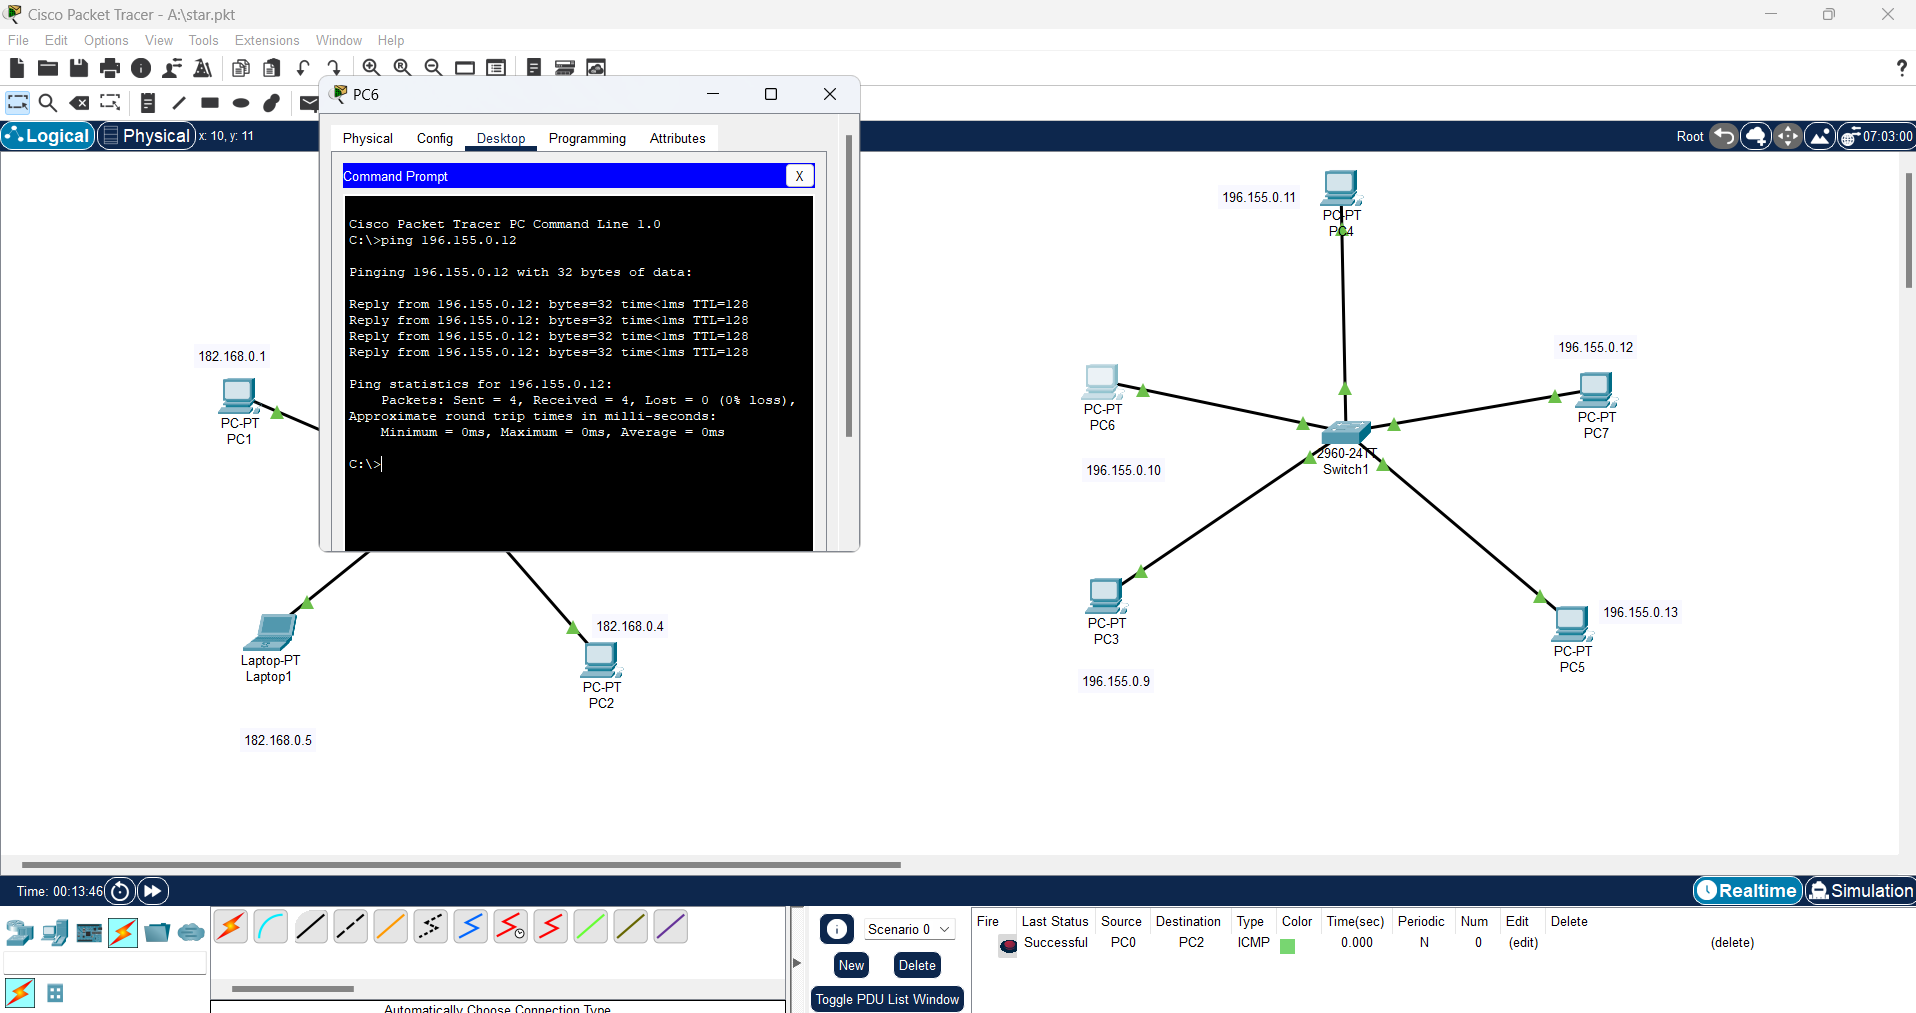 Cisco Packet Tracer - A:\star.pkt
File Edit Options View Tools Extensions Window Help
PC6
Logical Physical x: 10, y: 11
Root 07:03:00
Physical Config Desktop Programming Attributes
Command Prompt X
Cisco Packet Tracer PC Command Line 1.0
C:\>ping 196.155.0.12
Pinging 196.155.0.12 with 32 bytes of data:
Reply from 196.155.0.12: bytes=32 time<1ms TTL=128
Reply from 196.155.0.12: bytes=32 time<1ms TTL=128
Reply from 196.155.0.12: bytes=32 time<1ms TTL=128
Reply from 196.155.0.12: bytes=32 time<1ms TTL=128
Ping statistics for 196.155.0.12:
Packets: Sent = 4, Received = 4, Lost = 0 (0% loss),
Approximate round trip times in milli-seconds:
Minimum = 0ms, Maximum = 0ms, Average = 0ms
C:\>
182.168.0.1
PC-PT
PC1
Laptop-PT
Laptop1
182.168.0.5
182.168.0.4
PC-PT
PC2
196.155.0.11
PC-PT
PC4
196.155.0.12
PC-PT
PC7
PC-PT
PC6
196.155.0.10
2960-24TT
Switch1
PC-PT
PC3
196.155.0.9
196.155.0.13
PC-PT
PC5
Time: 00:13:46
Realtime Simulation
Scenario 0
New Delete
Toggle PDU List Window
Fire Last Status Source Destination Type Color Time(sec) Periodic Num Edit Delete
Successful PC0 PC2 ICMP 0.000 N 0 (edit) (delete)
Automatically Choose Connection Type